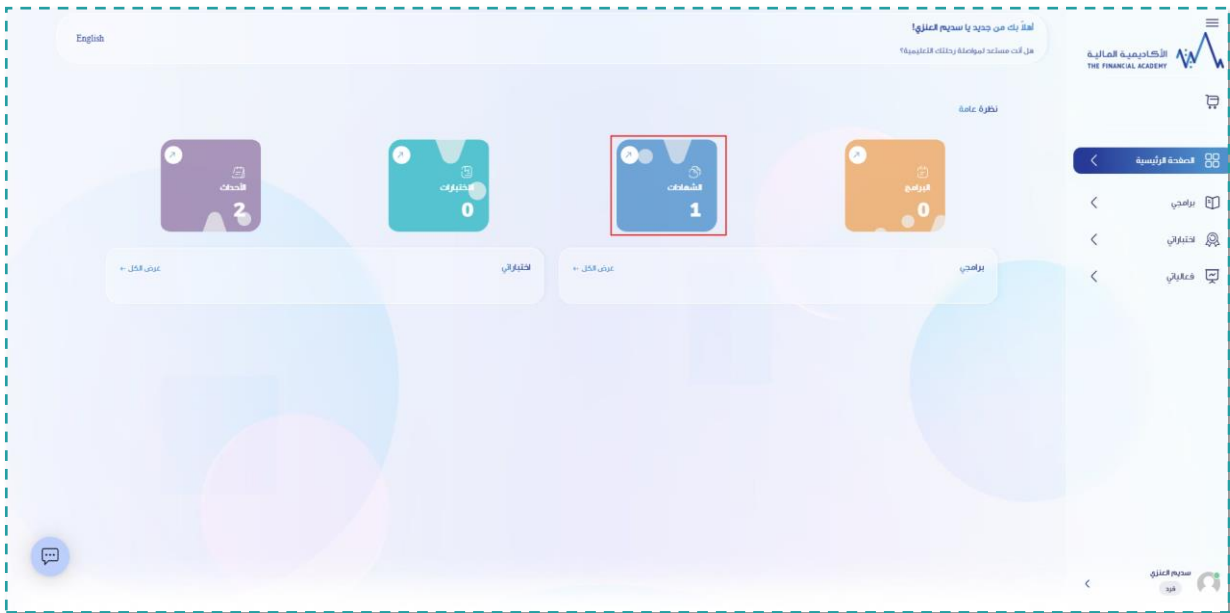 أهلاً بك من جديد يا سديم العنزي!
هل أنت مستعد لمواصلة رحلتك التعليمية؟
English
الأكاديمية المالية
THE FINANCIAL ACADEMY
الصفحة الرئيسية
برامجي
اختباراتي
فعالياتي
نظرة عامة
البرامج
0
الشهادات
1
الاختبارات
0
الأحداث
2
برامجي
عرض الكل ←
اختباراتي
عرض الكل ←
سديم العنزي
فرد